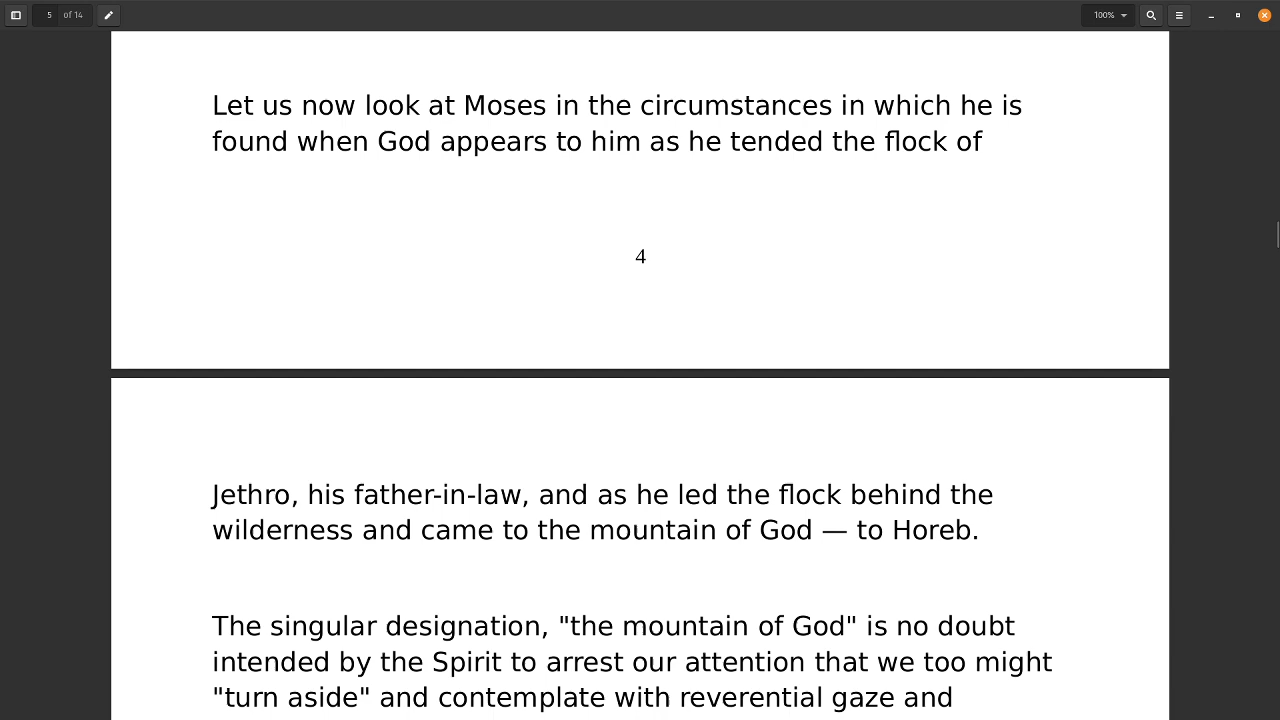 5 of 14
100%
Let us now look at Moses in the circumstances in which he is
found when God appears to him as he tended the flock of
4
Jethro, his father-in-law, and as he led the flock behind the
wilderness and came to the mountain of God — to Horeb.
The singular designation, "the mountain of God" is no doubt
intended by the Spirit to arrest our attention that we too might
"turn aside" and contemplate with reverential gaze and